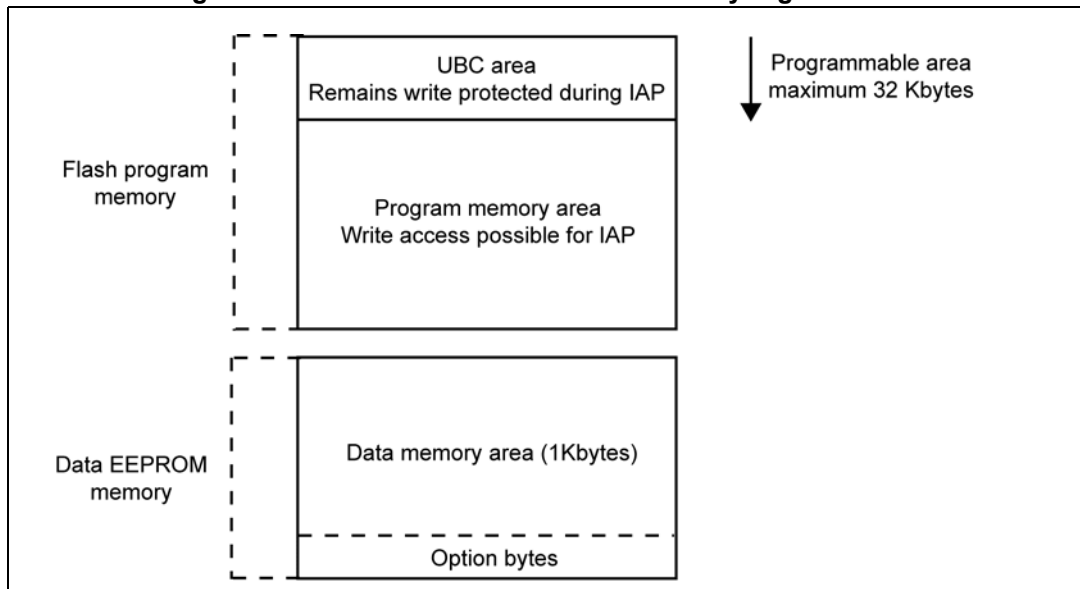 UBC area
Remains write protected during IAP
Programmable area
maximum 32 Kbytes
Flash program
memory
Program memory area
Write access possible for IAP
Data EEPROM
memory
Data memory area (1Kbytes)
Option bytes